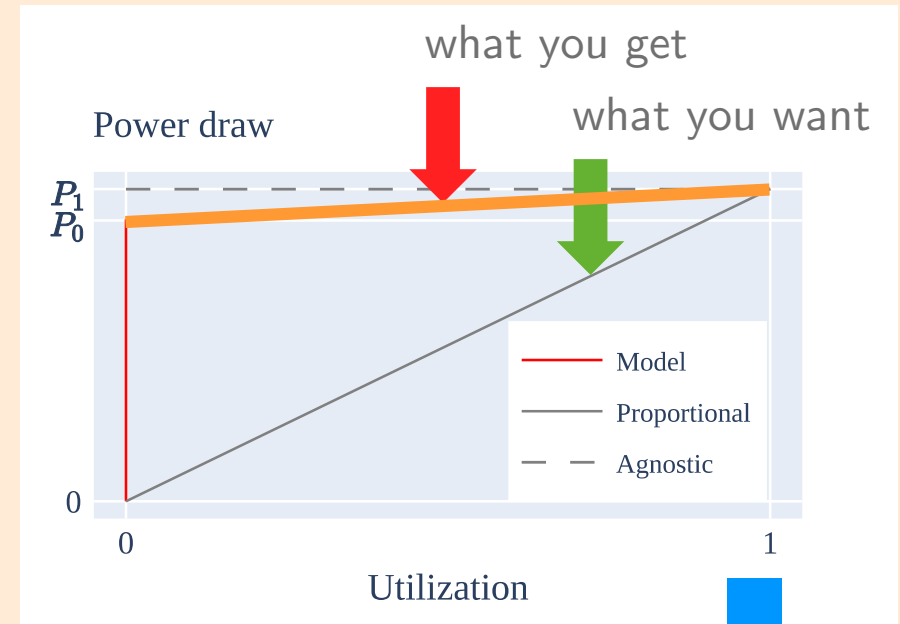 what you get
what you want
Power draw
P₁
P₀
0
0
1
Utilization
Model
Proportional
Agnostic